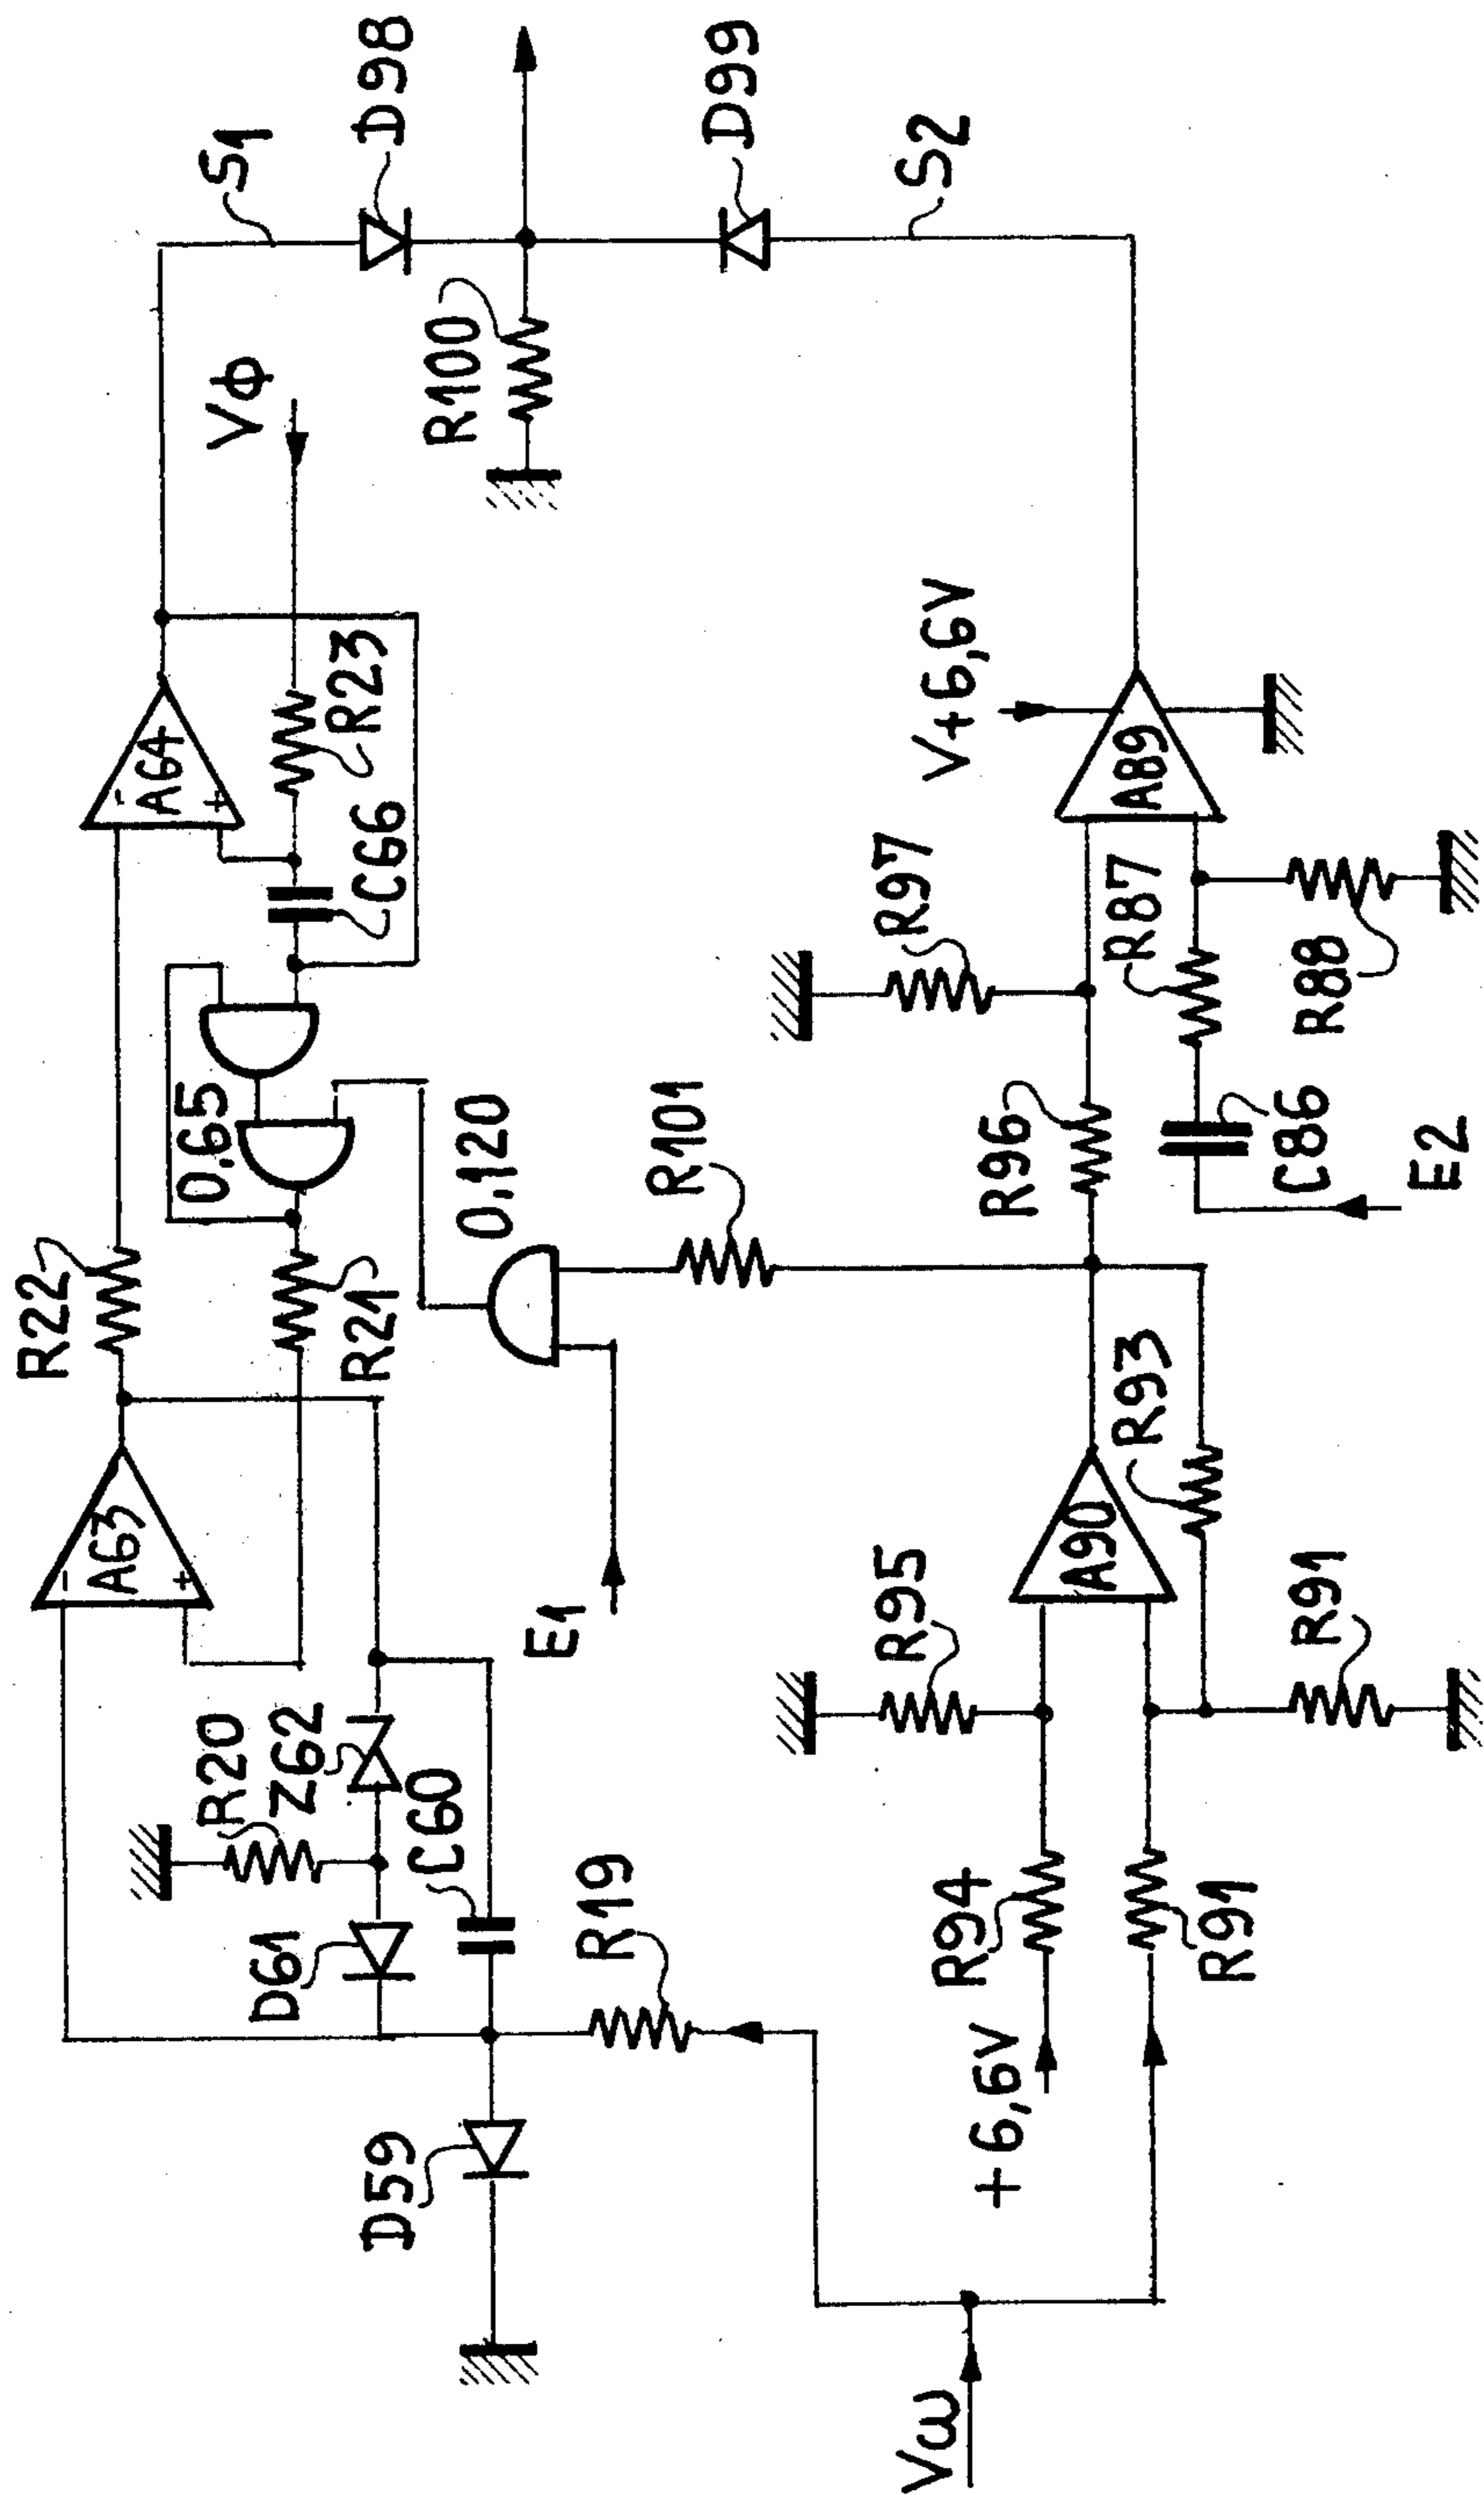 S1
D98
D99
S2
Vϕ
R100
A64
-
+
R23
C66
V+6,6V
A89
R97
R87
R88
0,65
0,120
R101
R96
C86
E2
R22
R21
A63
-
+
E1
R93
A90
R95
R91
R20
Z62
C60
D61
R19
R94
R91
+6,6V
D59
Vω